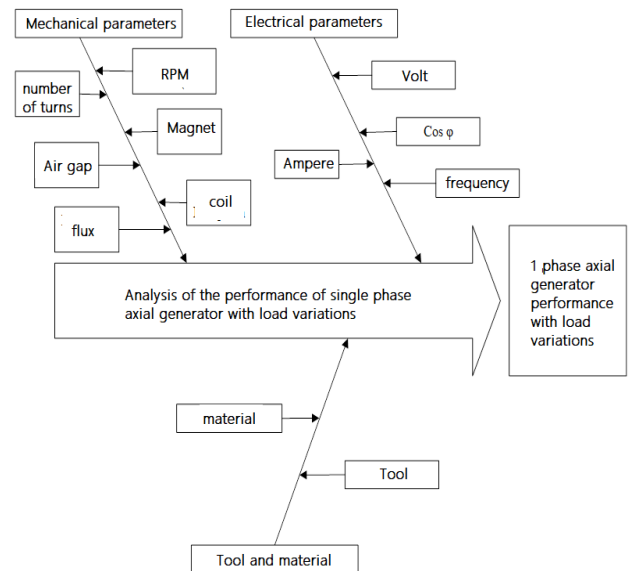 Mechanical parameters
Electrical parameters
RPM
number
of turns
Magnet
Air gap
coil
flux
Volt
Cos φ
Ampere
frequency
Analysis of the performance of single phase
axial generator with load variations
1 phase axial
generator
performance
with load
variations
material
Tool
Tool and material